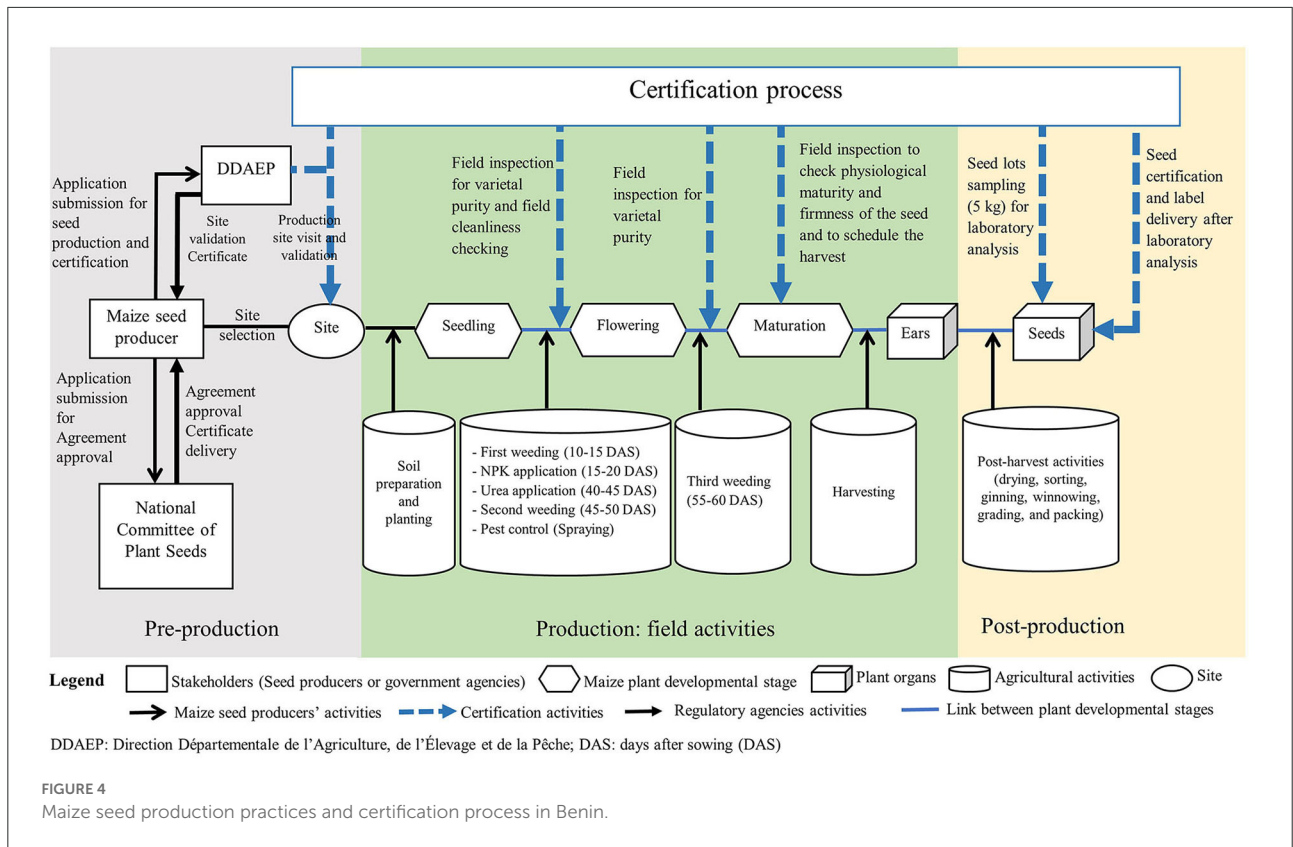 Certification process
DDAEP
Application
submission for
seed
production and
certification
Site
validation
Certificate
Production
site visit and
validation
Field inspection
for varietal
purity and field
cleanliness
checking
Field
inspection for
varietal
purity
Field inspection to
check physiological
maturity and
firmness of the seed
and to schedule the
harvest
Seed lots
sampling
(5 kg) for
laboratory
analysis
Seed
certification
and label
delivery after
laboratory
analysis
Maize seed
producer
Site
selection
Site
Seedling
Flowering
Maturation
Ears
Seeds
Application
submission
for
Agreement
approval
Agreement
approval
Certificate
delivery
National
Committee of
Plant Seeds
Soil
preparation
and
planting
- First weeding (10-15 DAS)
- NPK application (15-20 DAS)
- Urea application (40-45 DAS)
- Second weeding (45-50 DAS)
- Pest control (Spraying)
Third weeding
(55-60 DAS)
Harvesting
Post-harvest activities
(drying, sorting,
ginning, winnowing,
grading, and packing)
Pre-production
Production: field activities
Post-production
Legend
Stakeholders (Seed producers or government agencies)
Maize plant developmental stage
Plant organs
Agricultural activities
Site
Maize seed producers' activities
Certification activities
Regulatory agencies activities
Link between plant developmental stages
DDAEP: Direction Départementale de l'Agriculture, de l'Élevage et de la Pêche; DAS: days after sowing (DAS)
FIGURE 4
Maize seed production practices and certification process in Benin.